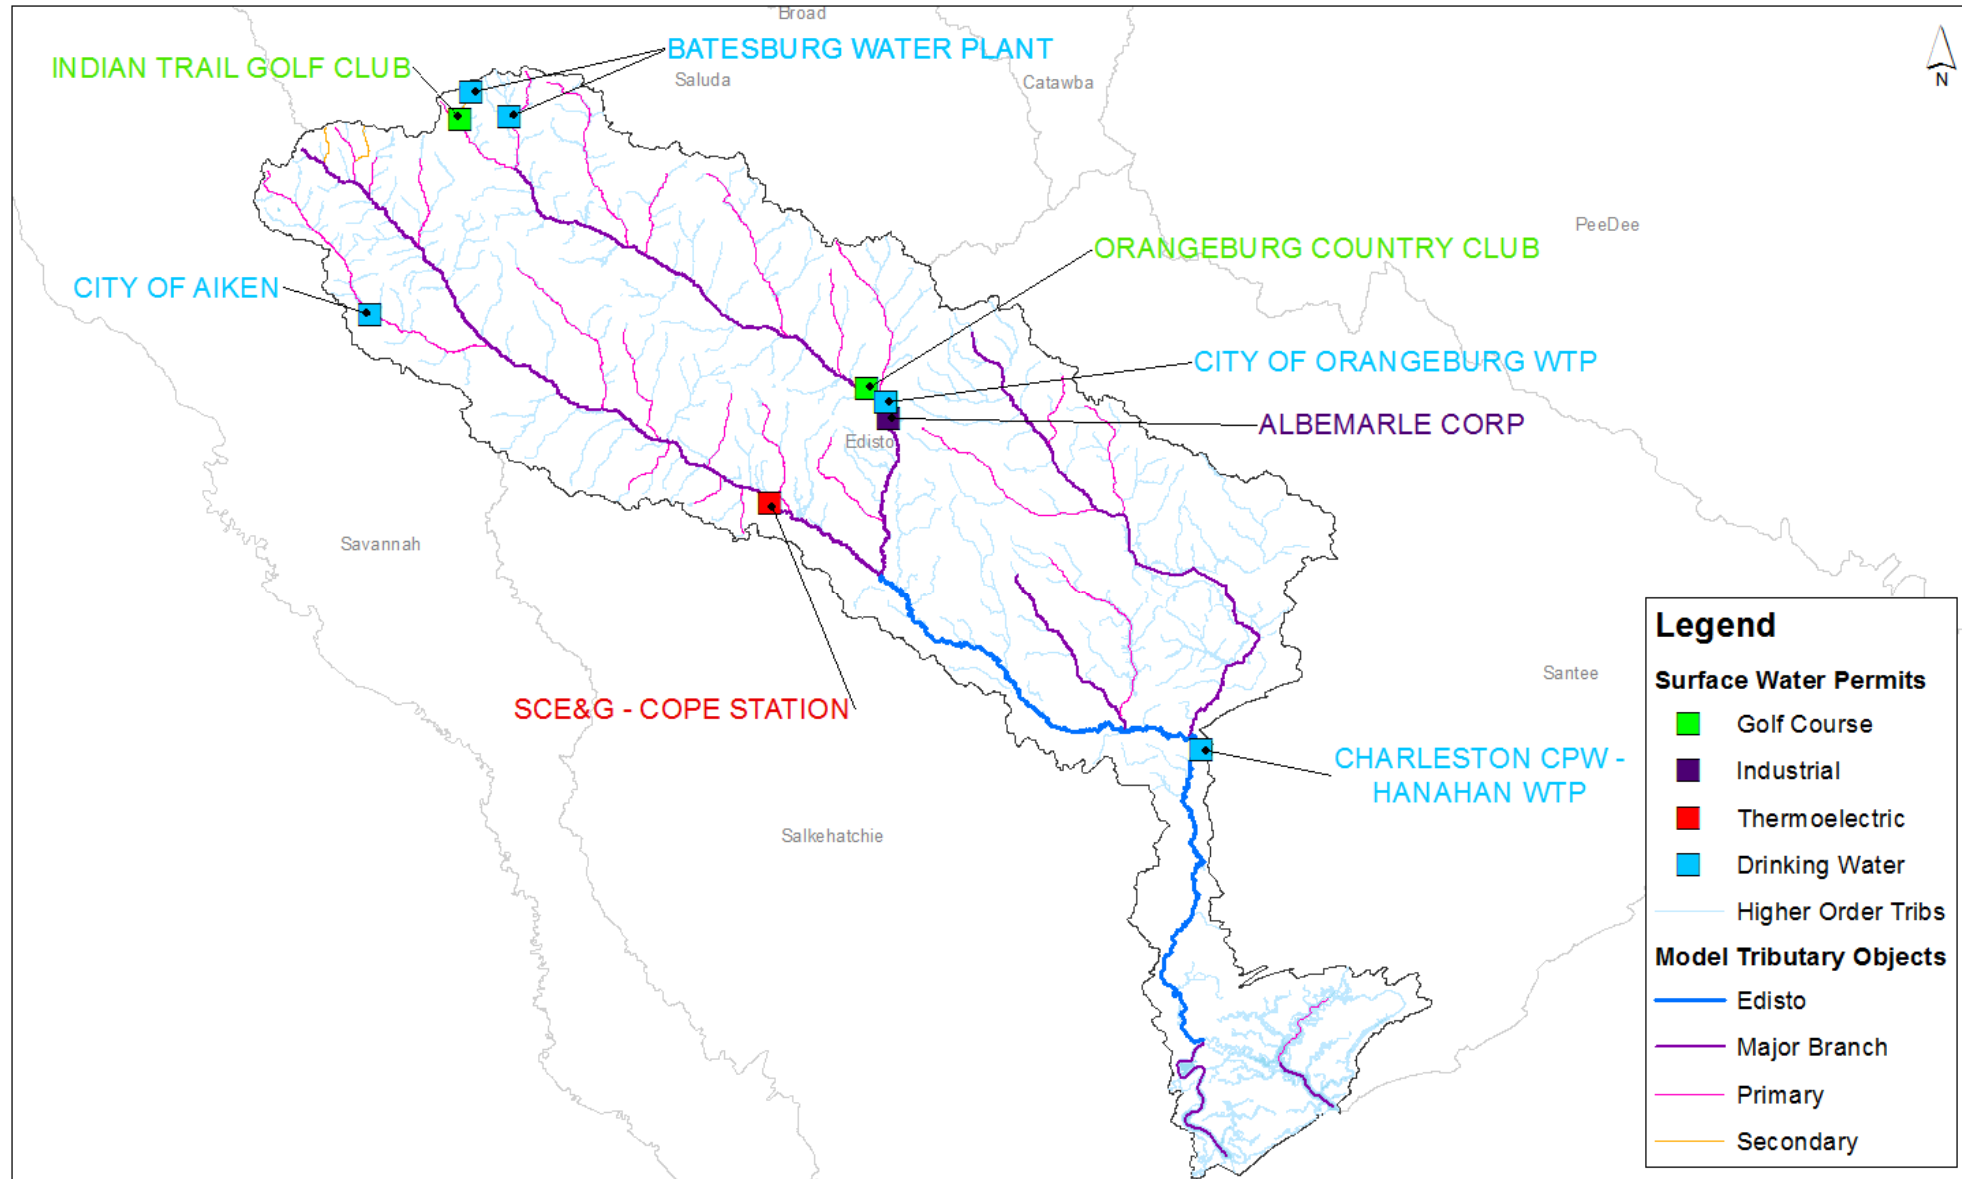 Broad
BATESBURG WATER PLANT
INDIAN TRAIL GOLF CLUB
Saluda
Catawba
N
PeeDee
ORANGEBURG COUNTRY CLUB
CITY OF AIKEN
CITY OF ORANGEBURG WTP
ALBEMARLE CORP
Edisto
Savannah
SCE&G - COPE STATION
Santee
CHARLESTON CPW -
HANAHAN WTP
Salkehatchie
Legend
Surface Water Permits
Golf Course
Industrial
Thermoelectric
Drinking Water
Higher Order Tribs
Model Tributary Objects
Edisto
Major Branch
Primary
Secondary